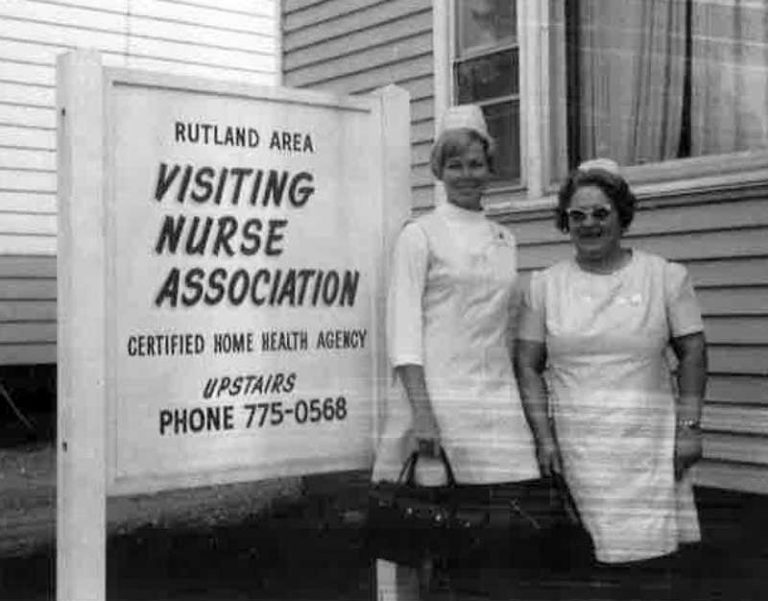 RUTLAND AREA
VISITING
NURSE
ASSOCIATION
CERTIFIED HOME HEALTH AGENCY
UPSTAIRS
PHONE 775-0568